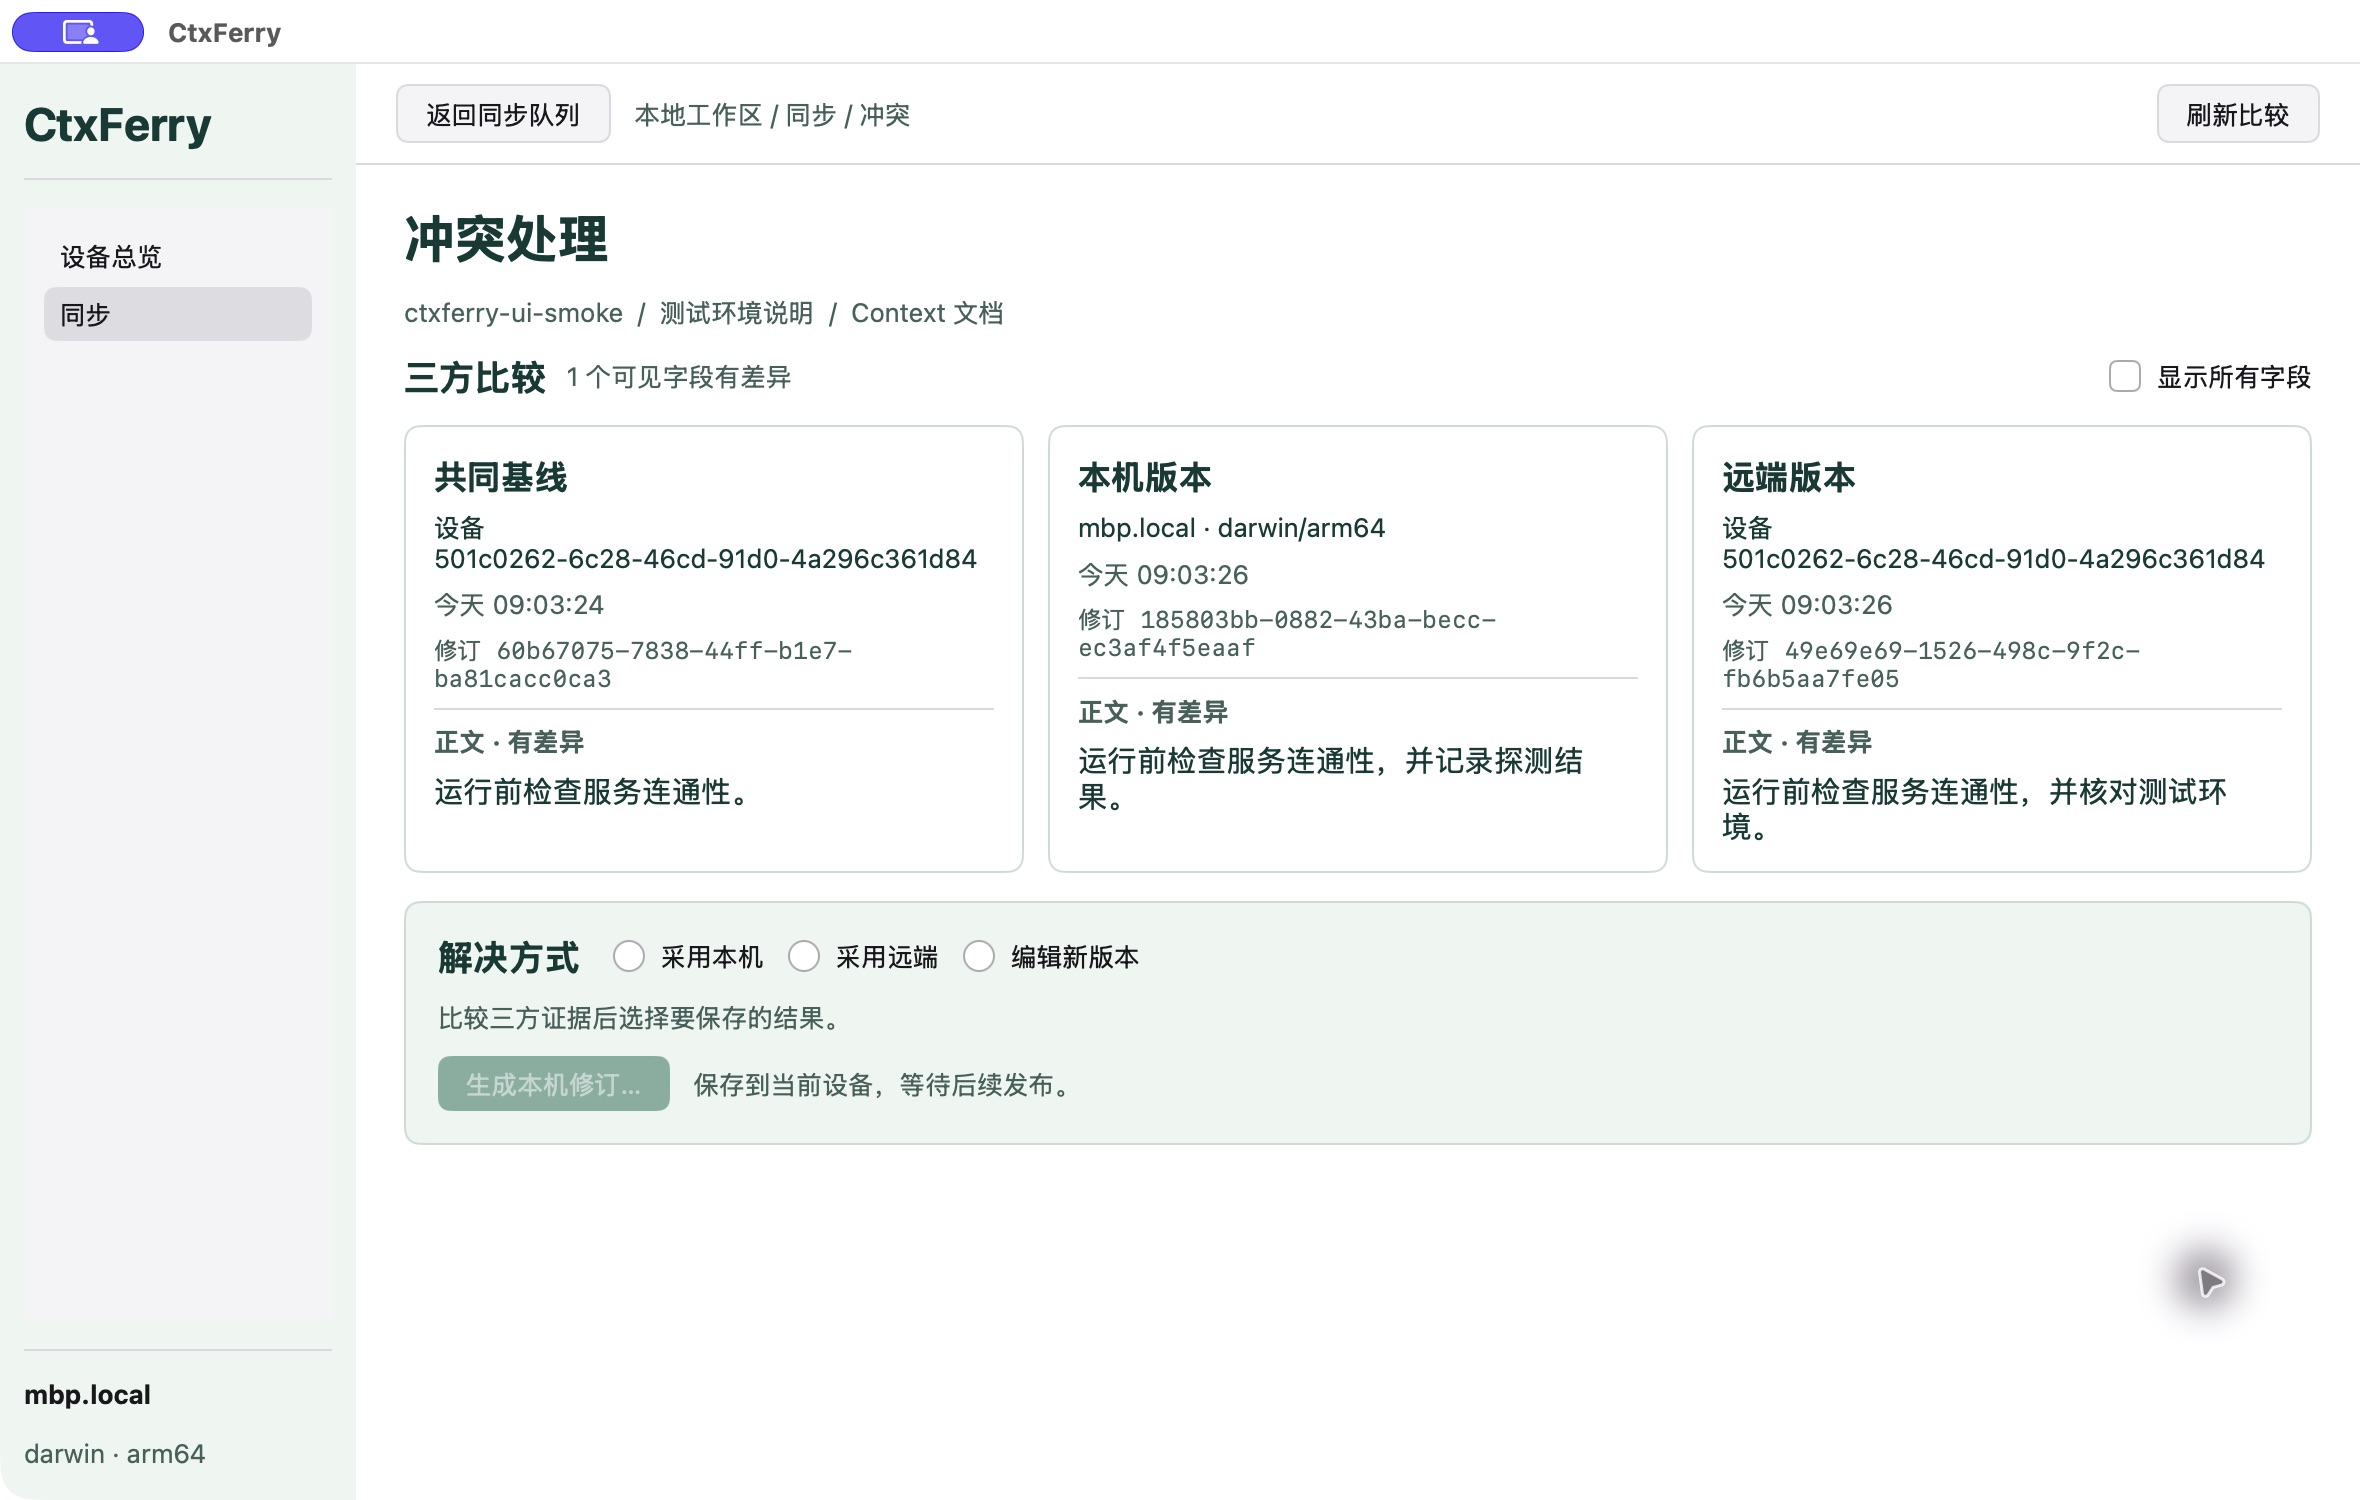 CtxFerry
CtxFerry
设备总览
同步
mbp.local
darwin · arm64
返回同步队列
本地工作区 / 同步 / 冲突
刷新比较
冲突处理
ctxferry-ui-smoke / 测试环境说明 / Context 文档
三方比较 1 个可见字段有差异
显示所有字段
共同基线
设备
501c0262-6c28-46cd-91d0-4a296c361d84
今天 09:03:24
修订 60b67075-7838-44ff-b1e7-
ba81cacc0ca3
正文 · 有差异
运行前检查服务连通性。
本机版本
mbp.local · darwin/arm64
今天 09:03:26
修订 185803bb-0882-43ba-becc-
ec3af4f5eaaf
正文 · 有差异
运行前检查服务连通性，并记录探测结
果。
远端版本
设备
501c0262-6c28-46cd-91d0-4a296c361d84
今天 09:03:26
修订 49e69e69-1526-498c-9f2c-
fb6b5aa7fe05
正文 · 有差异
运行前检查服务连通性，并核对测试环
境。
解决方式 采用本机 采用远端 编辑新版本
比较三方证据后选择要保存的结果。
生成本机修订... 保存到当前设备，等待后续发布。